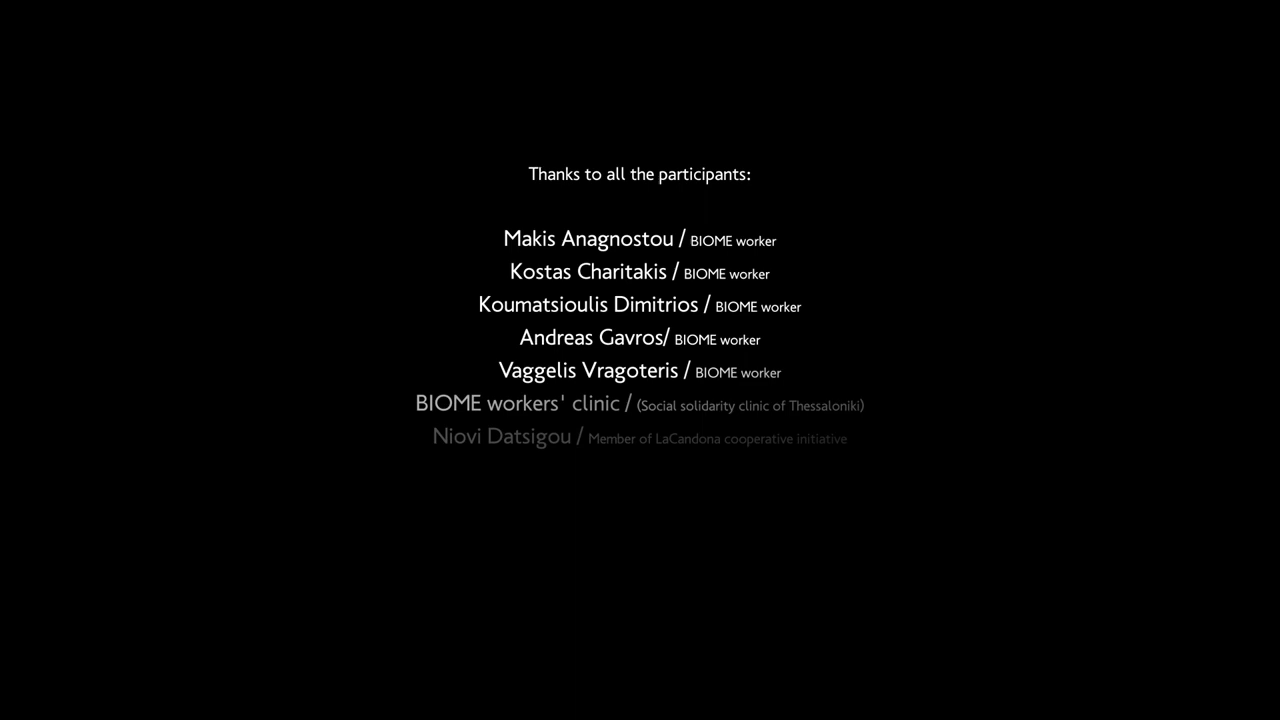 Thanks to all the participants:
Makis Anagnostou / BIOME worker
Kostas Charitakis / BIOME worker
Koumatsioulis Dimitrios / BIOME worker
Andreas Gavros/ BIOME worker
Vaggelis Vragoteris / BIOME worker
BIOME workers' clinic / (Social solidarity clinic of Thessaloniki)
Niovi Datsigou / Member of LaCandona cooperative initiative